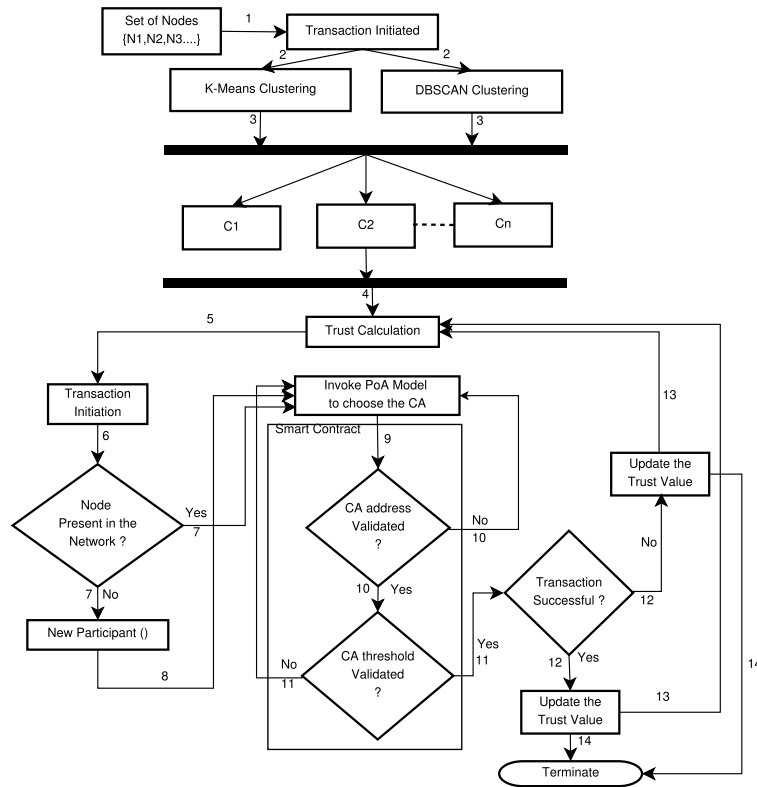 Set of Nodes
{N1,N2,N3....}
1
Transaction Initiated
2
2
K-Means Clustering
DBSCAN Clustering
3
3
C1
C2
Cn
4
Trust Calculation
5
Transaction
Initiation
6
Invoke PoA Model
to choose the CA
Smart Contract
9
13
Update the
Trust Value
Node
Present in the
Network ?
Yes
7
CA address
Validated
?
No
10
No
Transaction
Successful ?
12
7
No
10
Yes
New Participant ()
8
CA threshold
Validated
?
No
11
Yes
11
12
Yes
13
Update the
Trust Value
14
14
Terminate